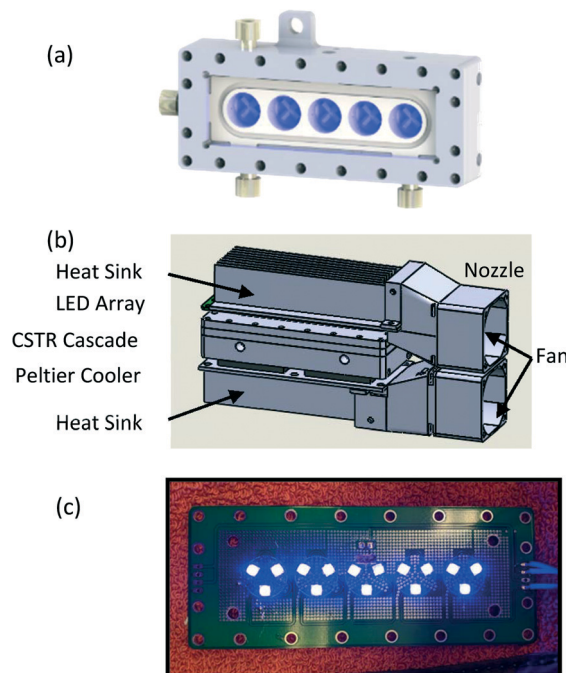 (a)
(b)
Heat Sink
Nozzle
LED Array
CSTR Cascade
Fan
Peltier Cooler
Heat Sink
(c)